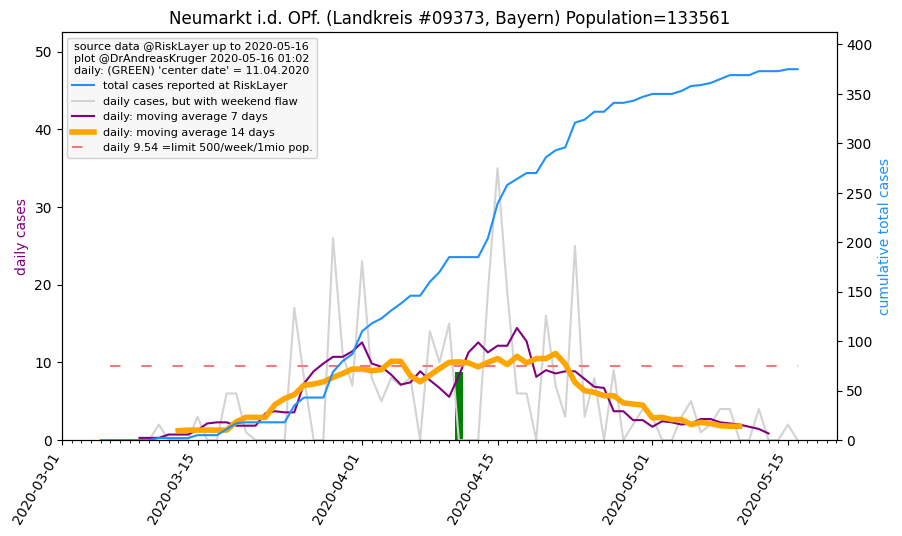 Neumarkt i.d. OPf. (Landkreis #09373, Bayern) Population=133561
source data @RiskLayer up to 2020-05-16
plot @DrAndreasKruger 2020-05-16 01:02
daily: (GREEN) 'center date' = 11.04.2020
total cases reported at RiskLayer
daily cases, but with weekend flaw
daily: moving average 7 days
daily: moving average 14 days
daily 9.54 =limit 500/week/1mio pop.
daily cases
50
40
30
20
10
0
cumulative total cases
400
350
300
250
200
150
100
50
0
2020-03-01
2020-03-15
2020-04-01
2020-04-15
2020-05-01
2020-05-15